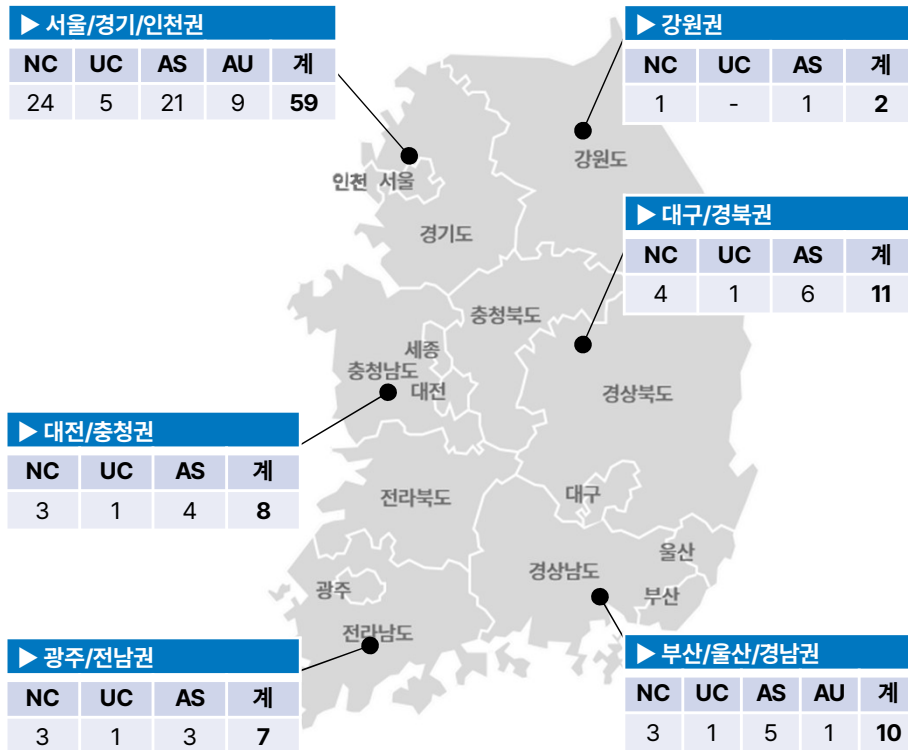 ▶ 서울/경기/인천권
NC UC AS AU 계
24 5 21 9 59
▶ 강원권
NC UC AS 계
1 - 1 2
▶ 대구/경북권
NC UC AS 계
4 1 6 11
▶ 대전/충청권
NC UC AS 계
3 1 4 8
▶ 광주/전남권
NC UC AS 계
3 1 3 7
▶ 부산/울산/경남권
NC UC AS AU 계
3 1 5 1 10
강원도
인천 서울
경기도
충청북도
세종
충청남도
대전
경상북도
전라북도
대구
울산
경상남도
부산
광주
전라남도